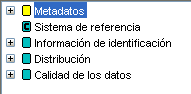 Metadatos
Sistema de referencia
Información de identificación
Distribución
Calidad de los datos